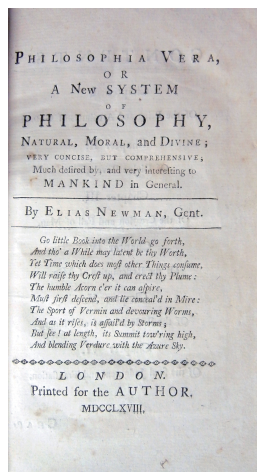 PHILOSOPHIA VERA,
OR
A New SYSTEM
OF
PHILOSOPHY,
NATURAL, MORAL, and DIVINE;
VERY CONCISE, BUT COMPREHENSIVE;
Much desired by, and very interesting to
MANKIND in General.
By ELIAS NEWMAN, Gent.
Go little Book into the World go forth,
And tho' a While may latent be thy Worth,
Yet Time which does most other Things consume,
Will raise thy Crest up, and erect thy Plume:
The humble Acorn e'er it can aspire,
Must first descend, and lie conceal'd in Mire:
The Sport of Vermin and devouring Worms,
And as it rises, is assail'd by Storms;
But see! at length, its Summit tow'ring high,
And blending Verdure with the Azure Sky.
LONDON.
Printed for the AUTHOR,
MDCCLXVIII.